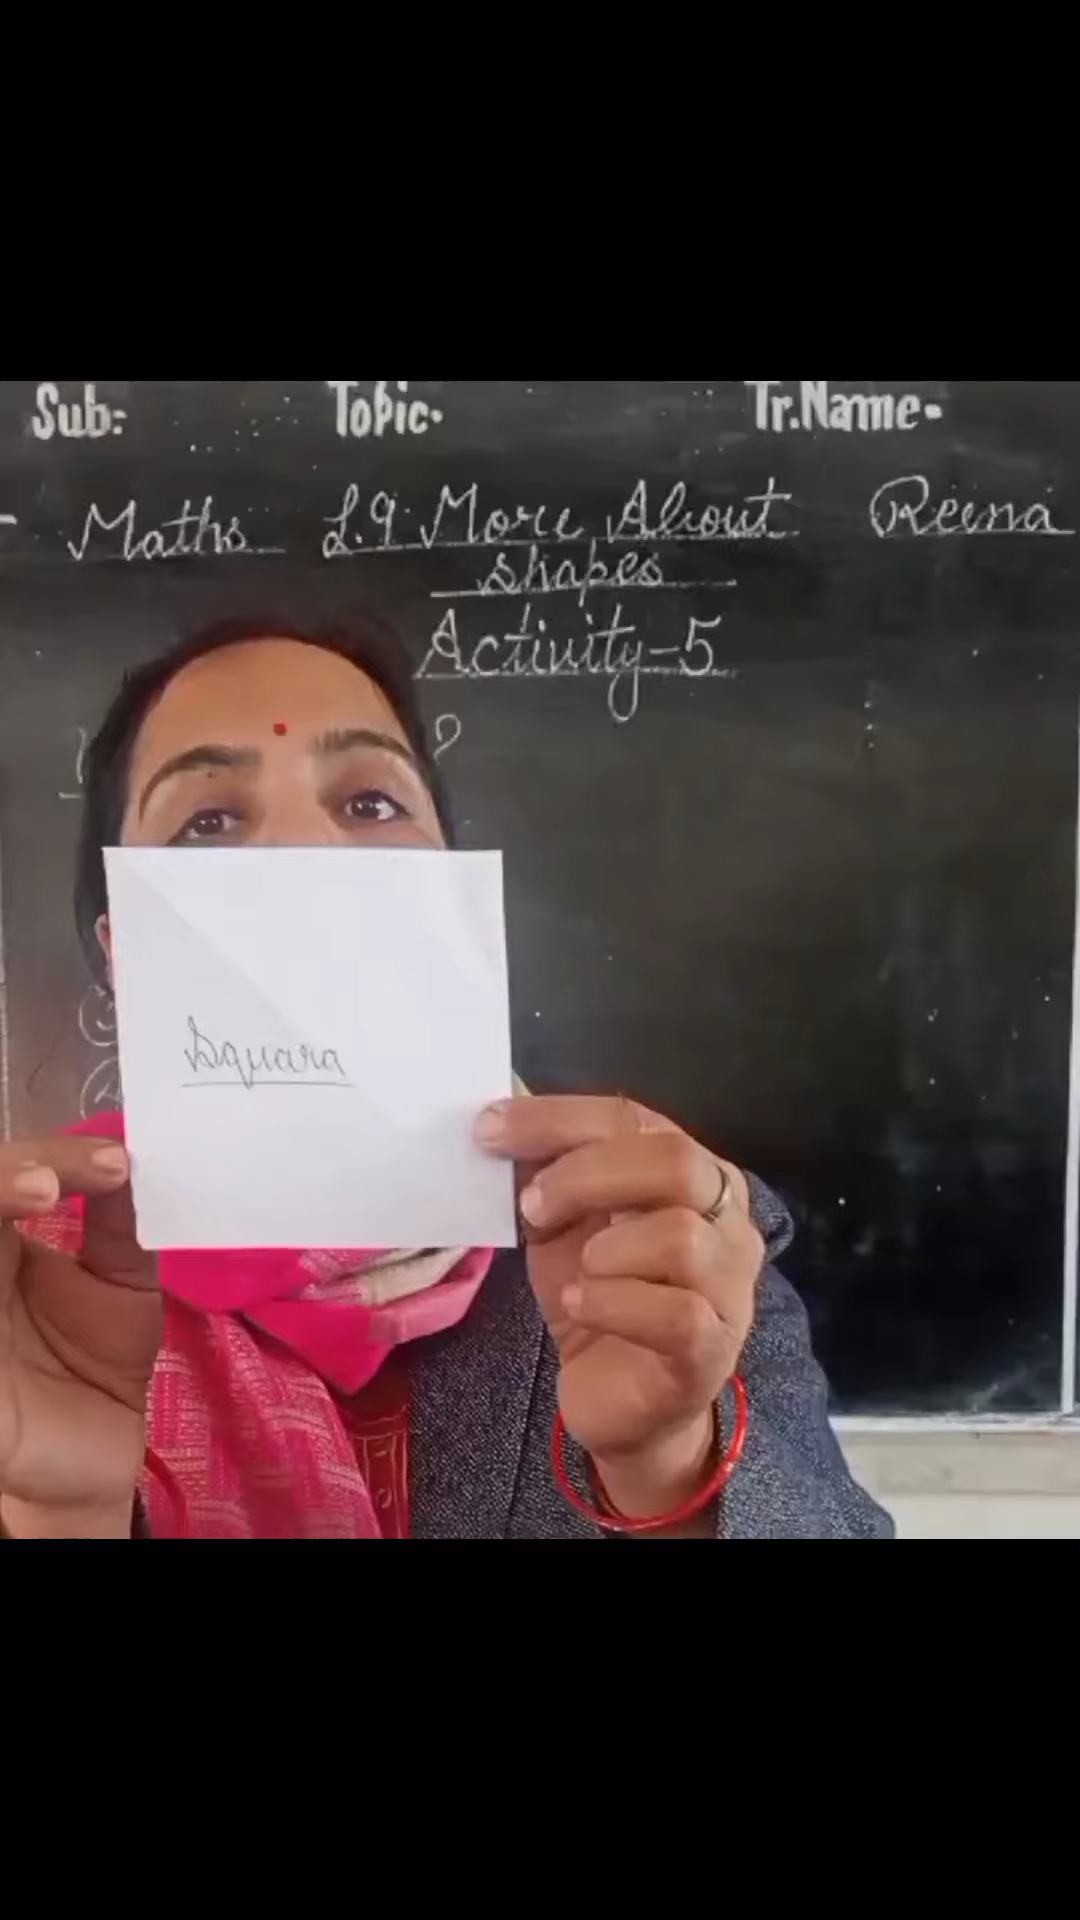 Sub:- Topic- Tr.Name-
Maths L.9 More About Reena
shapes
Activity-5
Squara